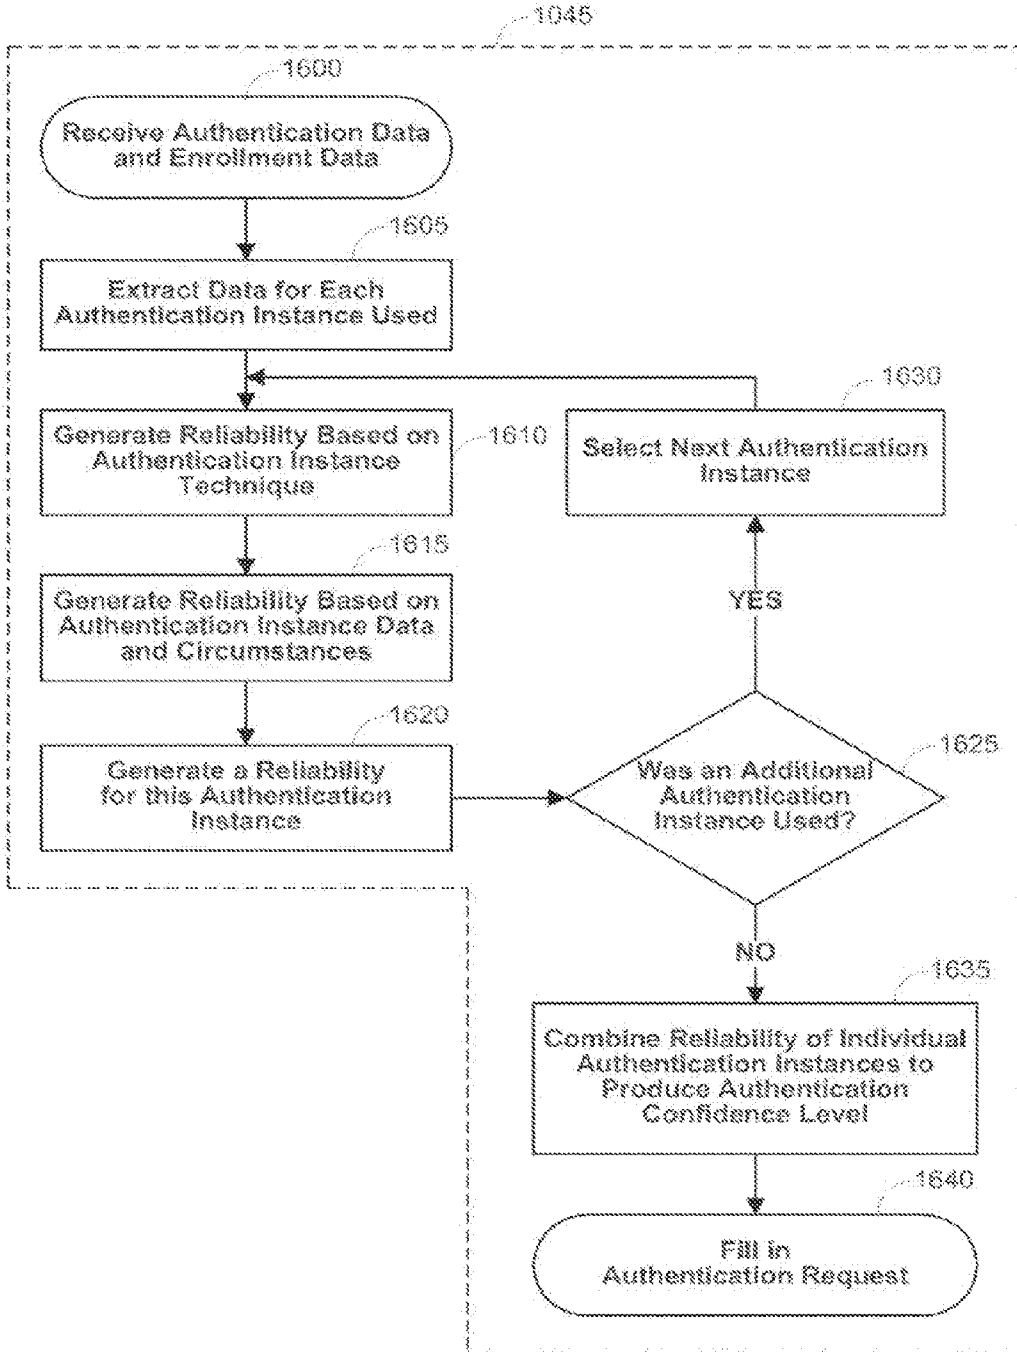 1045
1600
Receive Authentication Data
and Enrollment Data
1605
Extract Data for Each
Authentication Instance Used
1630
Generate Reliability Based on
Authentication Instance
Technique
1610
Select Next Authentication
Instance
1615
Generate Reliability Based on
Authentication Instance Data
and Circumstances
YES
1620
Generate a Reliability
for this Authentication
Instance
1625
Was an Additional
Authentication
Instance Used?
NO
1635
Combine Reliability of Individual
Authentication Instances to
Produce Authentication
Confidence Level
1640
Fill in
Authentication Request